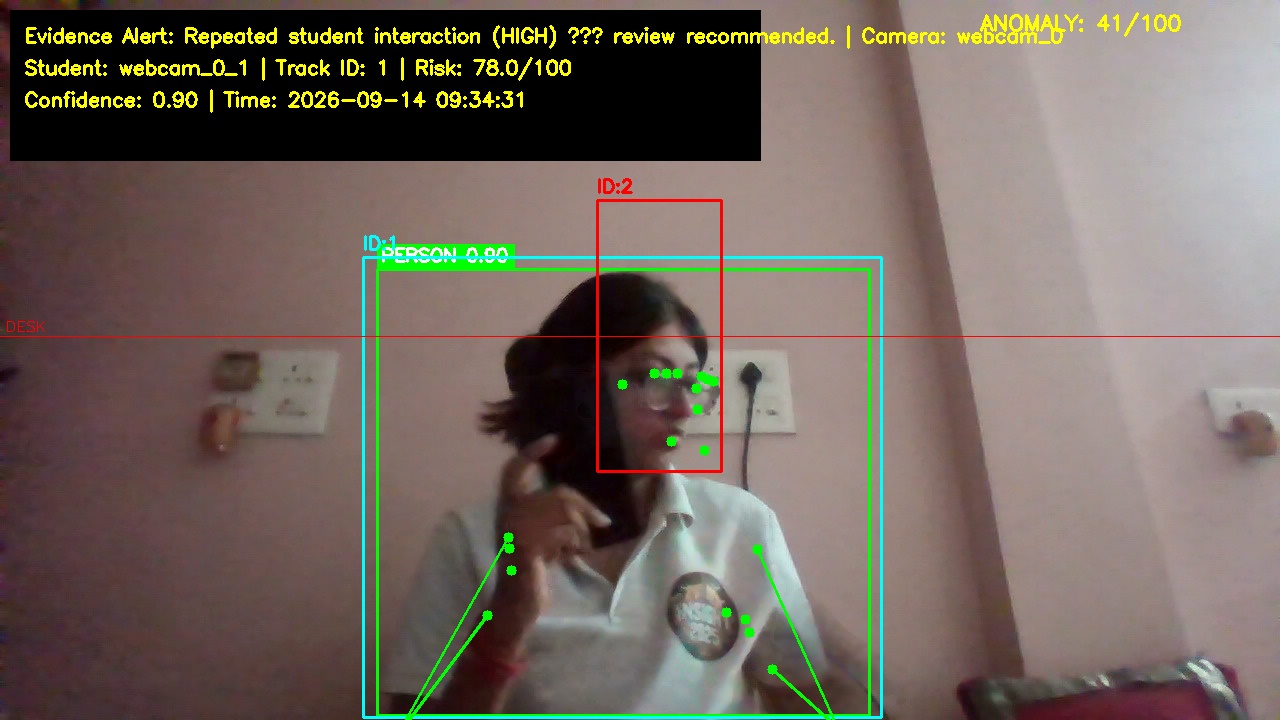 Evidence Alert: Repeated student interaction (HIGH) ??? review recommended. | Camera: webcam_0
ANOMALY: 41/100
Student: webcam_0_1 | Track ID: 1 | Risk: 78.0/100
Confidence: 0.90 | Time: 2026-09-14 09:34:31
ID:2
ID:1
PERSON 0.90
DESK